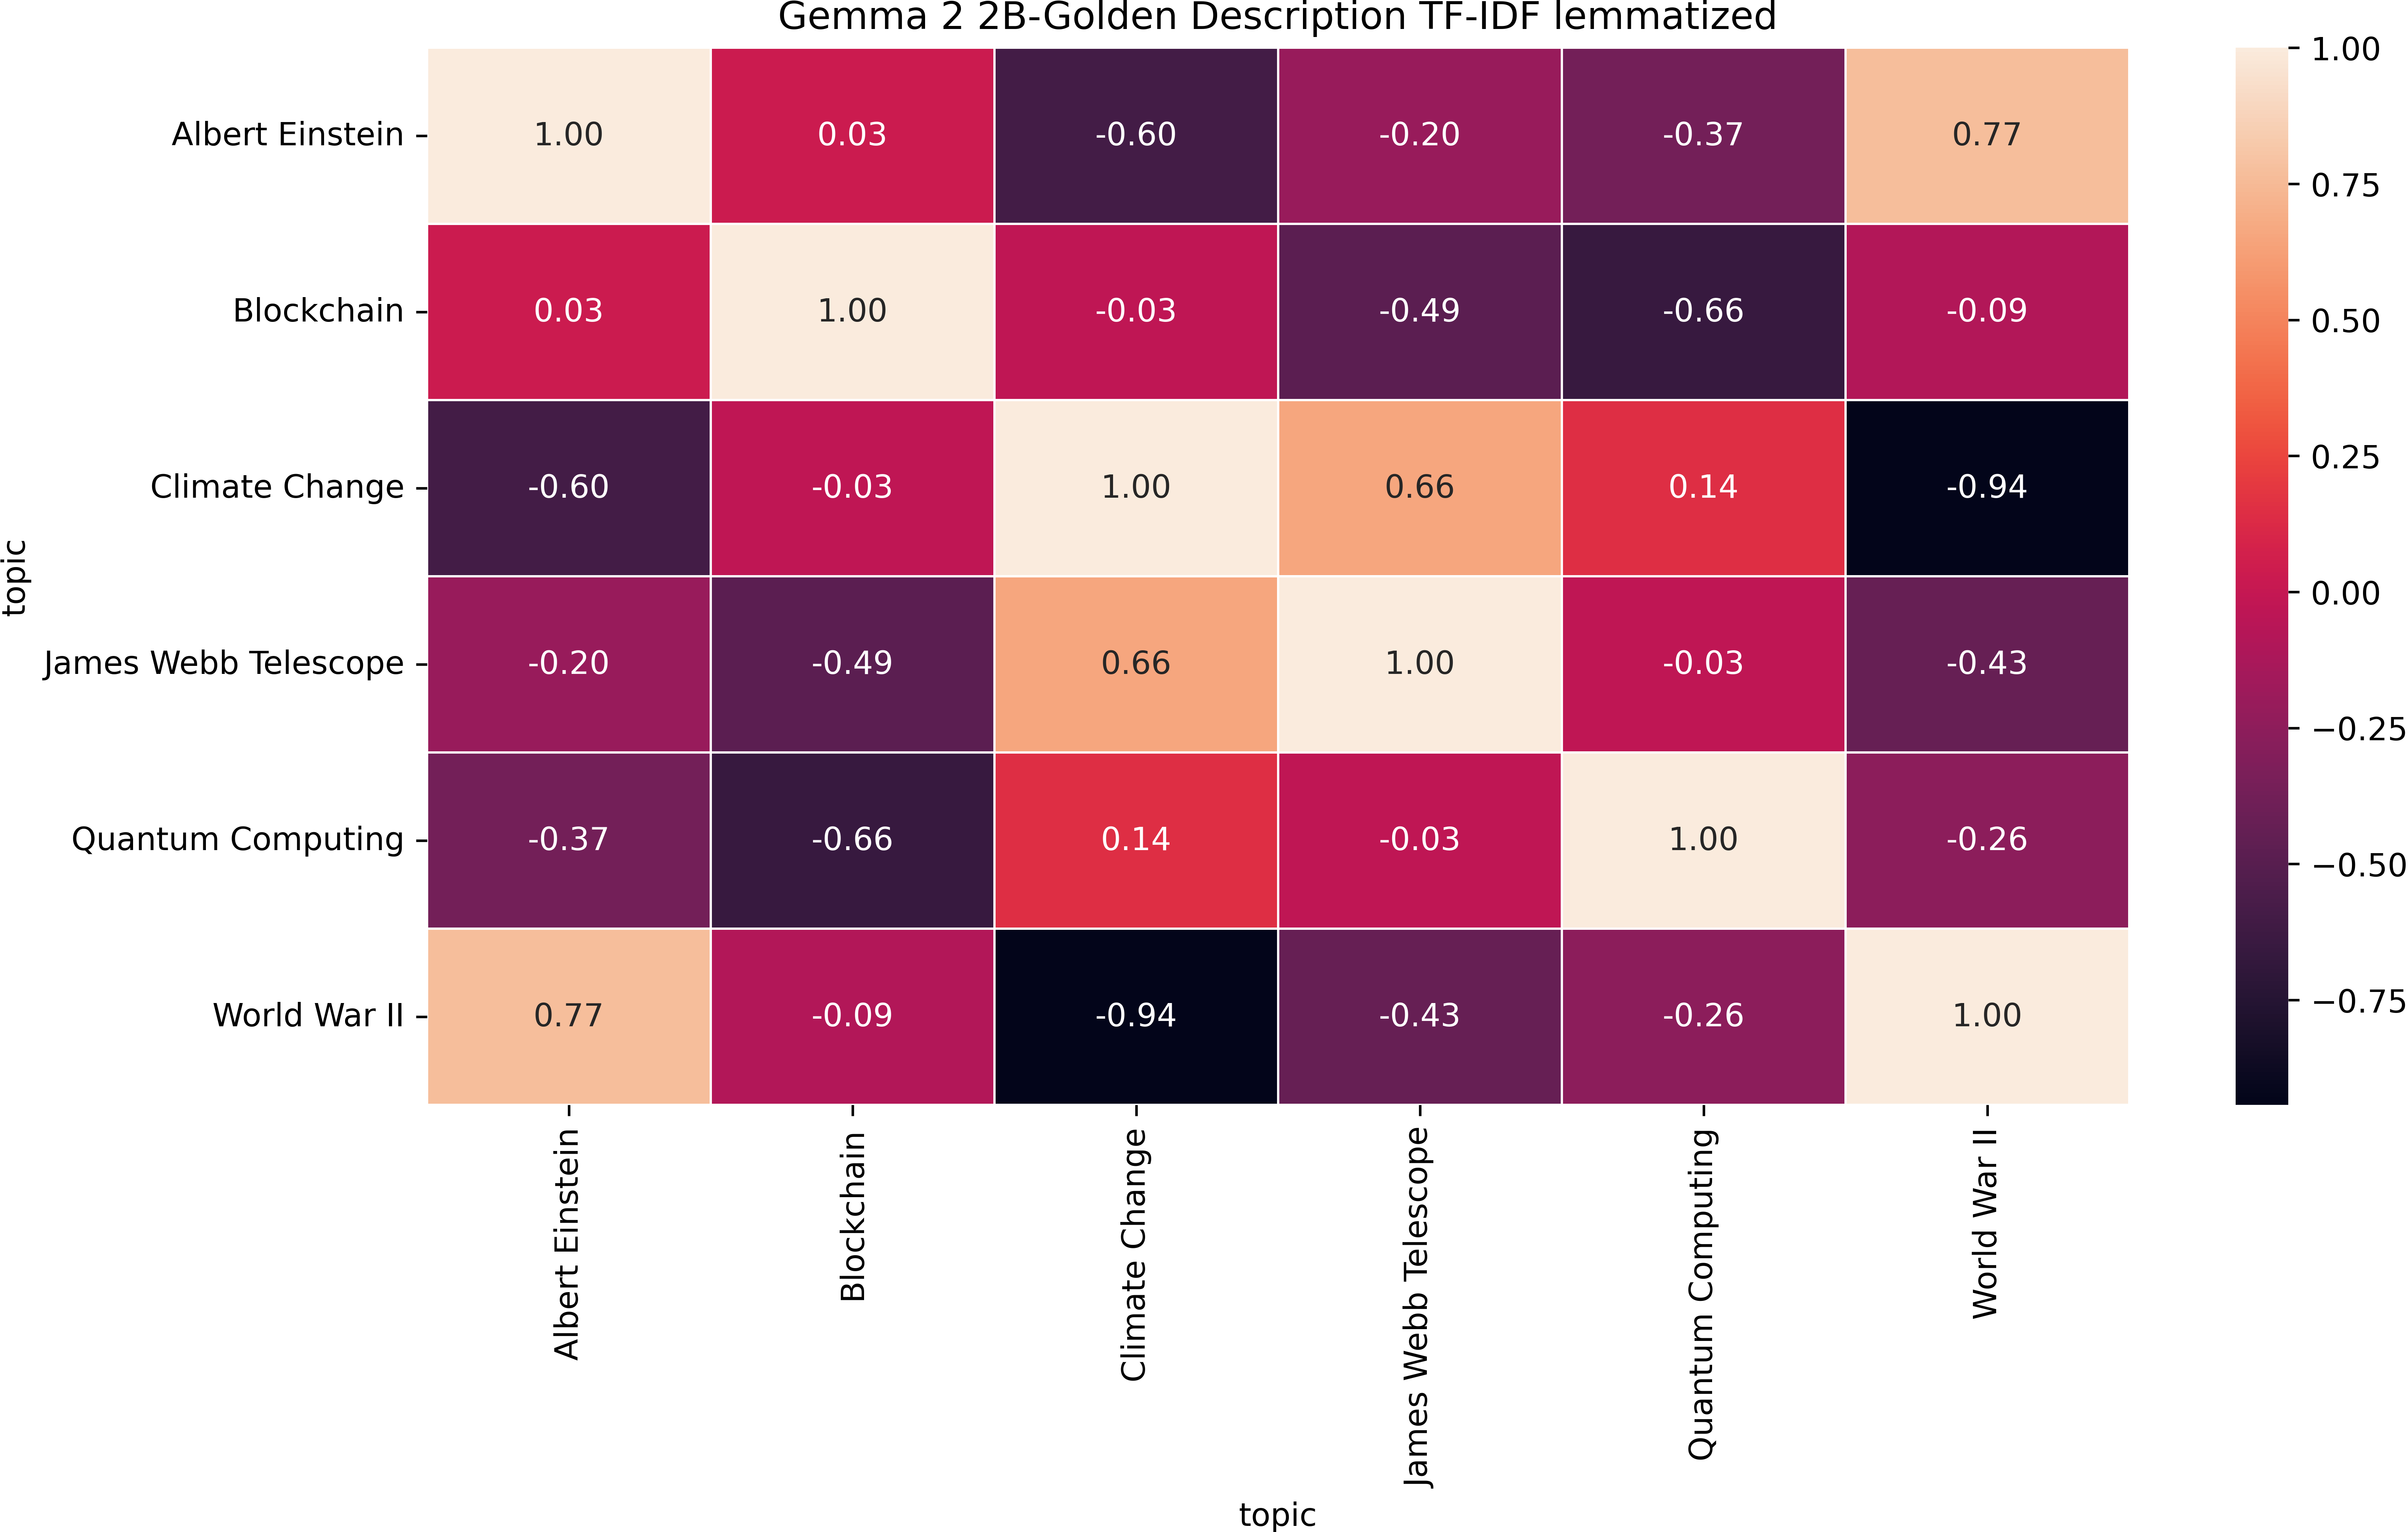 Gemma 2 2B-Golden Description TF-IDF lemmatized
Albert Einstein 1.00 0.03 -0.60 -0.20 -0.37 0.77
Blockchain 0.03 1.00 -0.03 -0.49 -0.66 -0.09
Climate Change -0.60 -0.03 1.00 0.66 0.14 -0.94
James Webb Telescope -0.20 -0.49 0.66 1.00 -0.03 -0.43
Quantum Computing -0.37 -0.66 0.14 -0.03 1.00 -0.26
World War II 0.77 -0.09 -0.94 -0.43 -0.26 1.00
topic
Albert Einstein
Blockchain
Climate Change
James Webb Telescope
Quantum Computing
World War II
topic
1.00
0.75
0.50
0.25
0.00
−0.25
−0.50
−0.75